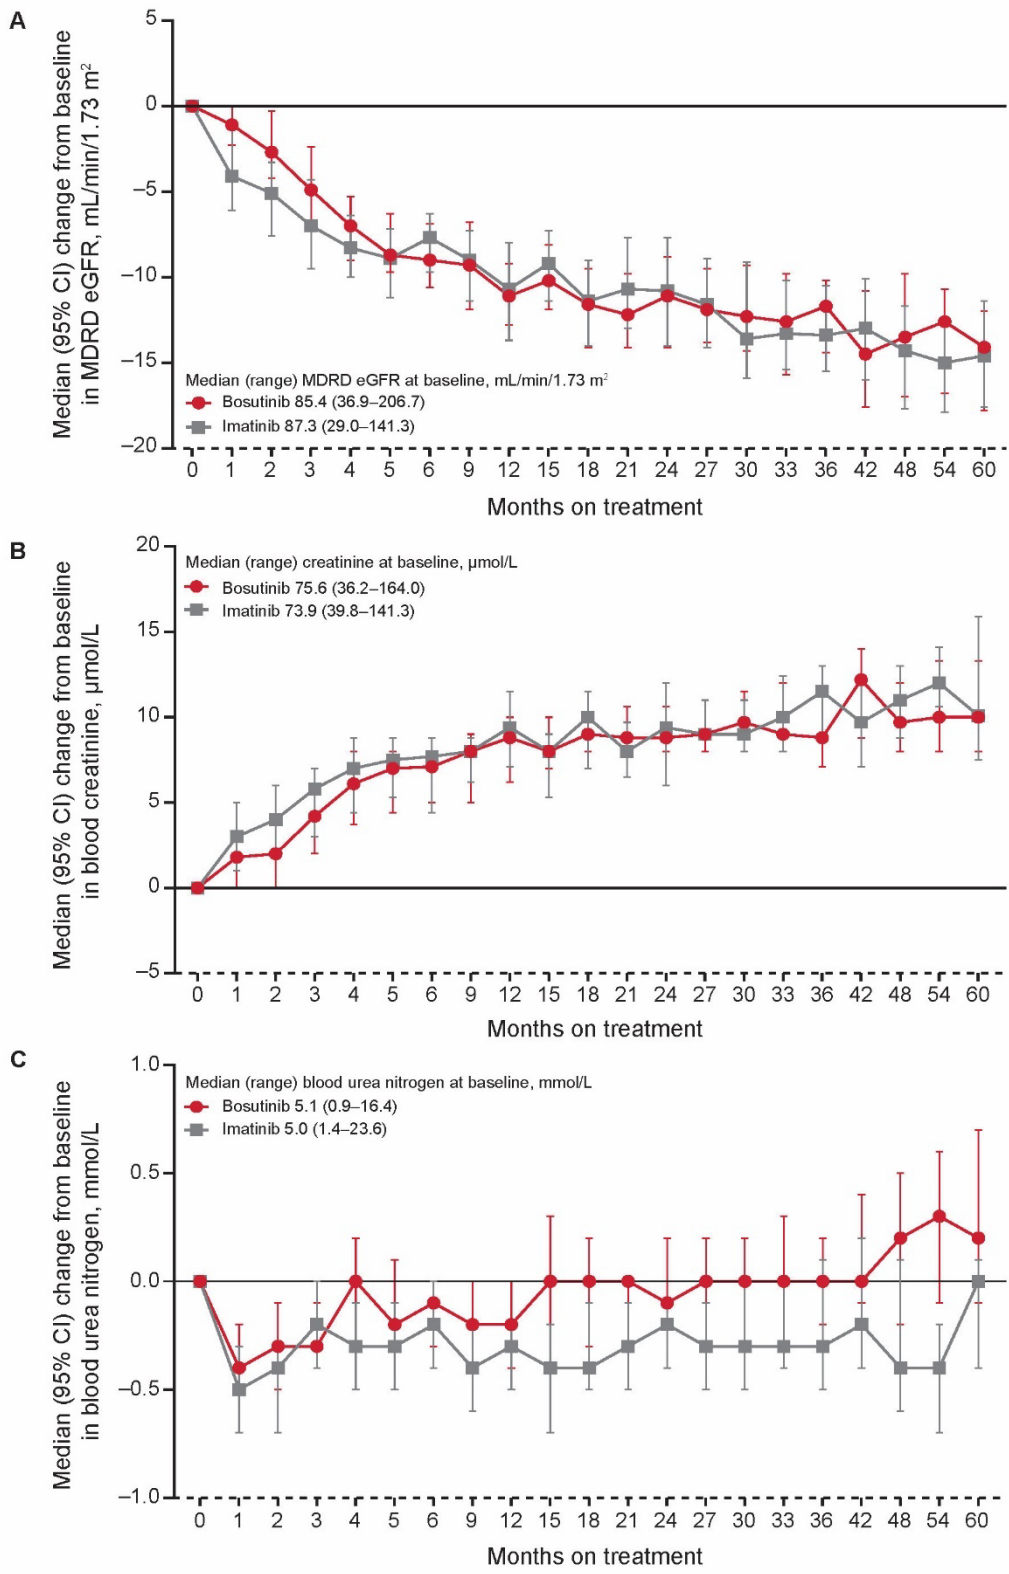 A
Median (95% CI) change from baseline
in MDRD eGFR, mL/min/1.73 m²
5
0
–5
–10
–15
–20
Median (range) MDRD eGFR at baseline, mL/min/1.73 m²
Bosutinib 85.4 (36.9–206.7)
Imatinib 87.3 (29.0–141.3)
0 1 2 3 4 5 6 9 12 15 18 21 24 27 30 33 36 42 48 54 60
Months on treatment
B
Median (95% CI) change from baseline
in blood creatinine, µmol/L
20
15
10
5
0
–5
Median (range) creatinine at baseline, µmol/L
Bosutinib 75.6 (36.2–164.0)
Imatinib 73.9 (39.8–141.3)
0 1 2 3 4 5 6 9 12 15 18 21 24 27 30 33 36 42 48 54 60
Months on treatment
C
Median (95% CI) change from baseline
in blood urea nitrogen, mmol/L
1.0
0.5
0.0
–0.5
–1.0
Median (range) blood urea nitrogen at baseline, mmol/L
Bosutinib 5.1 (0.9–16.4)
Imatinib 5.0 (1.4–23.6)
0 1 2 3 4 5 6 9 12 15 18 21 24 27 30 33 36 42 48 54 60
Months on treatment